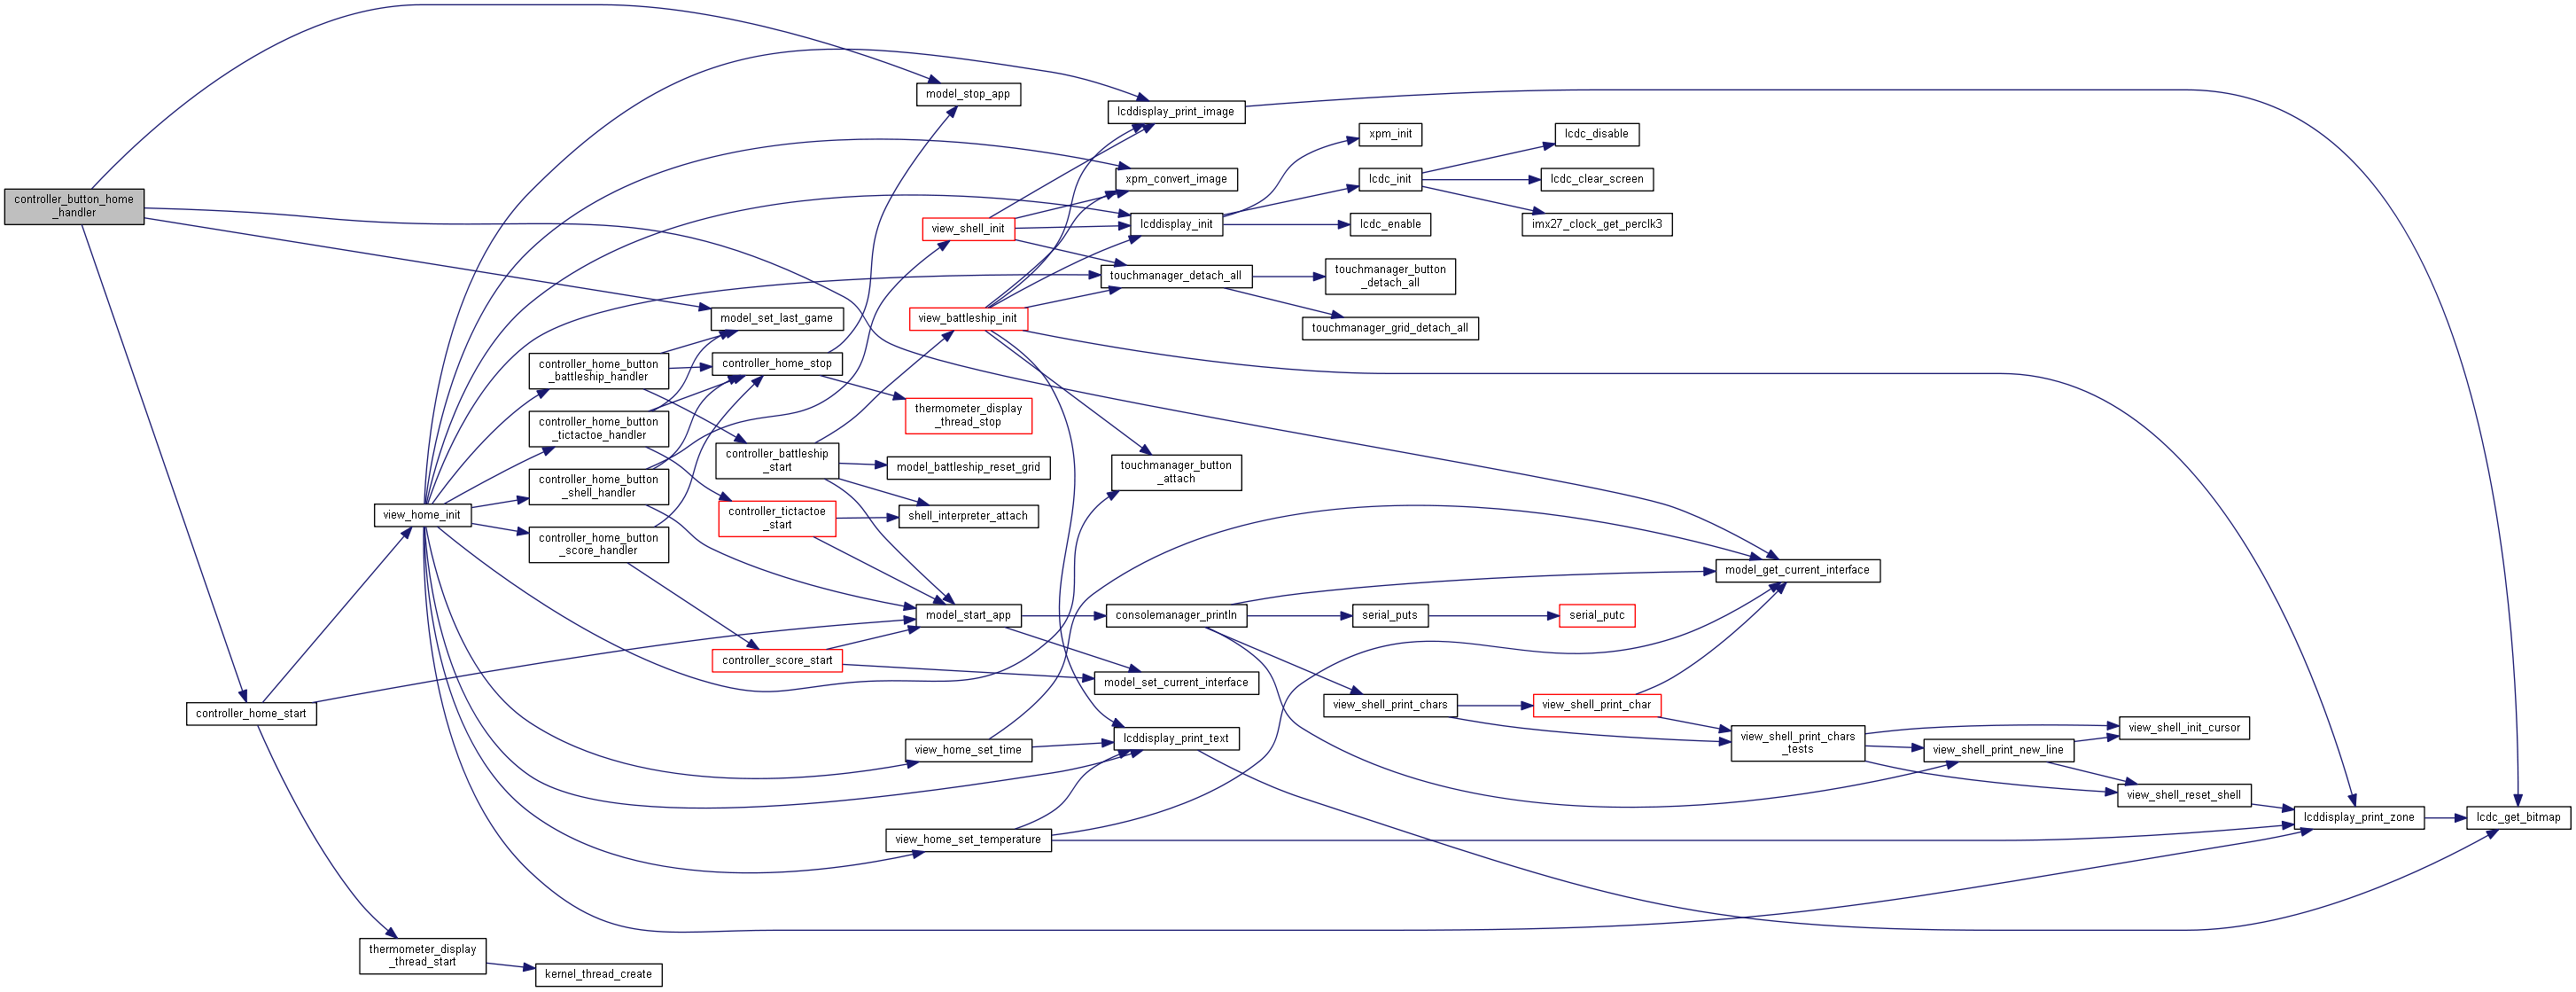 controller_button_home
_handler
controller_home_start
view_home_init
thermometer_display
_thread_start
kernel_thread_create
controller_home_button
_battleship_handler
controller_home_button
_tictactoe_handler
controller_home_button
_shell_handler
controller_home_button
_score_handler
model_set_last_game
controller_home_stop
controller_battleship
_start
controller_tictactoe
_start
controller_score_start
model_stop_app
view_shell_init
view_battleship_init
thermometer_display
_thread_stop
model_battleship_reset_grid
shell_interpreter_attach
model_start_app
view_home_set_time
view_home_set_temperature
lcddisplay_print_image
xpm_convert_image
lcddisplay_init
touchmanager_detach_all
touchmanager_button
_attach
consolemanager_println
model_set_current_interface
lcddisplay_print_text
xpm_init
lcdc_init
lcdc_enable
touchmanager_button
_detach_all
touchmanager_grid_detach_all
serial_puts
view_shell_print_chars
lcdc_disable
lcdc_clear_screen
imx27_clock_get_perclk3
serial_putc
view_shell_print_char
model_get_current_interface
view_shell_print_chars
_tests
view_shell_print_new_line
view_shell_init_cursor
view_shell_reset_shell
lcddisplay_print_zone
lcdc_get_bitmap